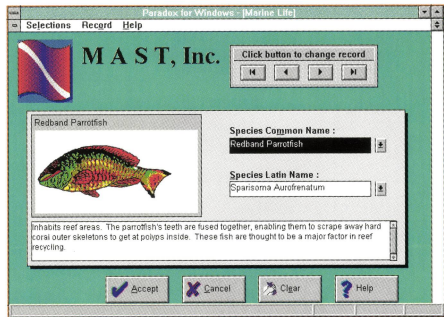 Paradox for Windows - [Marine Life]
Selections Record Help
M A S T, Inc.
Click button to change record
Redband Parrotfish
Species Common Name :
Redband Parrotfish
Species Latin Name :
Sparisoma Aurofrenatum
Inhabits reef areas. The parrotfish's teeth are fused together, enabling them to scrape away hard
coral outer skeletons to get at polyps inside. These fish are thought to be a major factor in reef
recycling.
Accept Cancel Clear Help